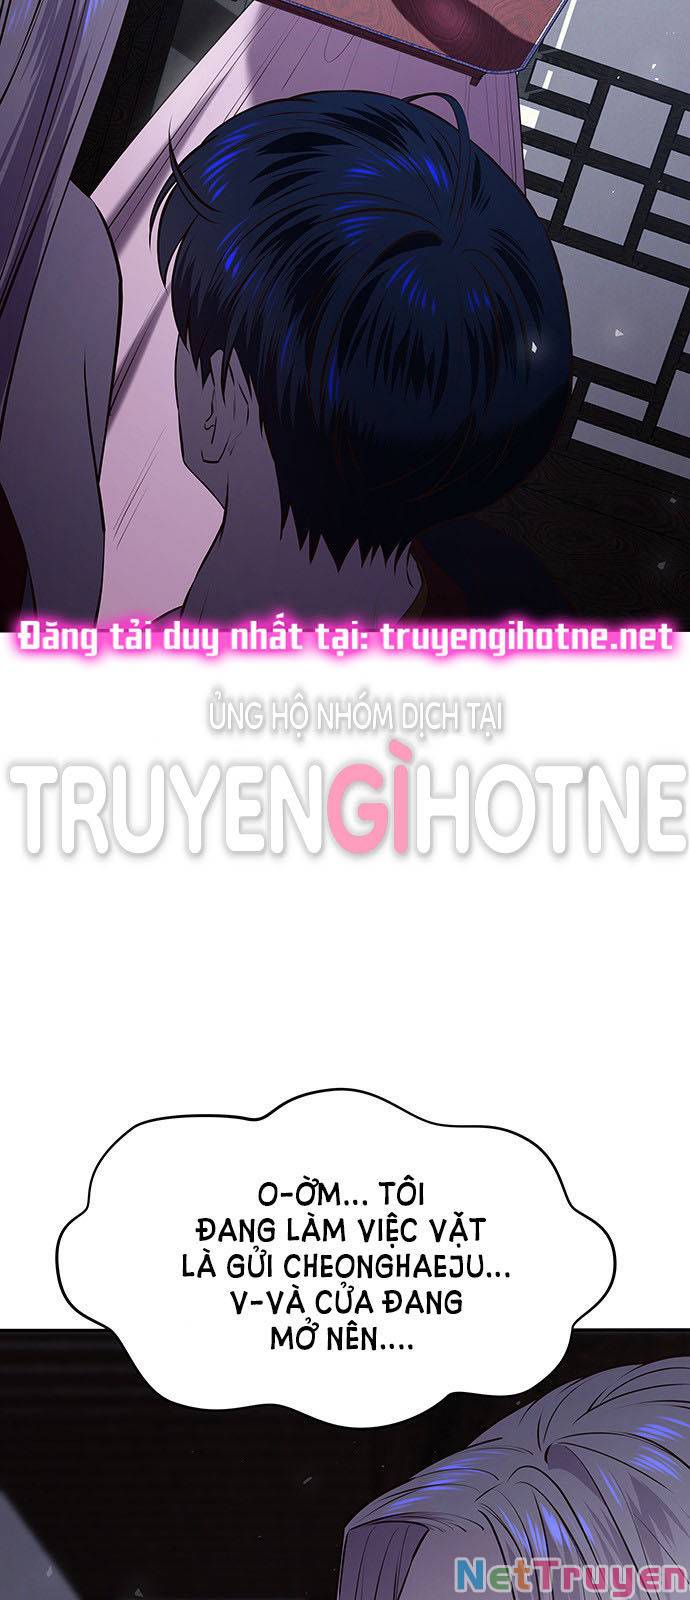 Đăng tải duy nhất tại: truyengihotne.net
ỦNG HỘ NHÓM DỊCH TẠI
TRUYENGÌHOTNE
O-ỜM... TÔI
ĐANG LÀM VIỆC VẶT
LÀ GỬI CHEONGHAEJU...
V-VÀ CỬA ĐANG
MỞ NÊN....
NetTruyen